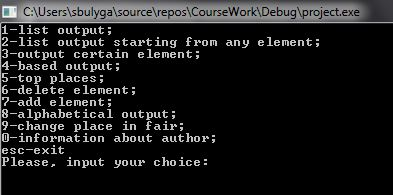 C:\Users\sbulyga\source\repos\CourseWork\Debug\project.exe
1-list output;
2-list output starting from any element;
3-output certain element;
4-based output;
5-top places;
6-delete element;
7-add element;
8-alphabetical output;
9-change place in fair;
0-information about author;
esc-exit
Please, input your choice: